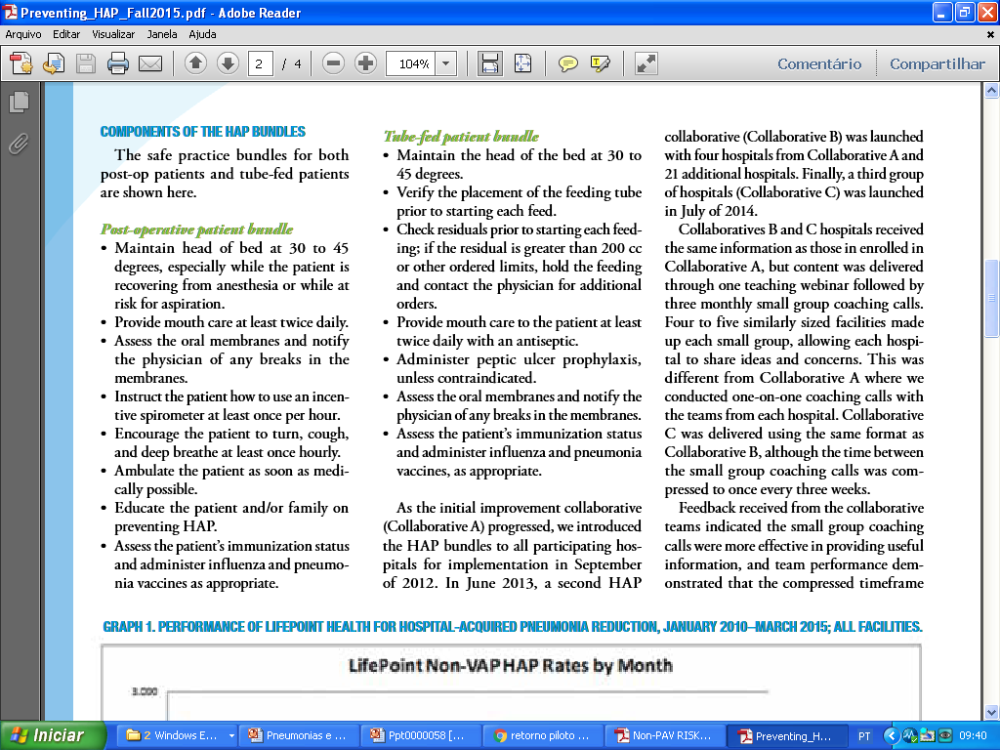 Preventing_HAP_Fall2015.pdf - Adobe Reader
Arquivo Editar Visualizar Janela Ajuda
2 / 4 104% Comentário Compartilhar
COMPONENTS OF THE HAP BUNDLES
The safe practice bundles for both
post-op patients and tube-fed patients
are shown here.
Post-operative patient bundle
• Maintain head of bed at 30 to 45
degrees, especially while the patient is
recovering from anesthesia or while at
risk for aspiration.
• Provide mouth care at least twice daily.
• Assess the oral membranes and notify
the physician of any breaks in the
membranes.
• Instruct the patient how to use an incen-
tive spirometer at least once per hour.
• Encourage the patient to turn, cough,
and deep breathe at least once hourly.
• Ambulate the patient as soon as medi-
cally possible.
• Educate the patient and/or family on
preventing HAP.
• Assess the patient's immunization status
and administer influenza and pneumo-
nia vaccines as appropriate.
Tube-fed patient bundle
• Maintain the head of the bed at 30 to
45 degrees.
• Verify the placement of the feeding tube
prior to starting each feed.
• Check residuals prior to starting each feed-
ing; if the residual is greater than 200 cc
or other ordered limits, hold the feeding
and contact the physician for additional
orders.
• Provide mouth care to the patient at least
twice daily with an antiseptic.
• Administer peptic ulcer prophylaxis,
unless contraindicated.
• Assess the oral membranes and notify the
physician of any breaks in the membranes.
• Assess the patient's immunization status
and administer influenza and pneumonia
vaccines, as appropriate.
As the initial improvement collaborative
(Collaborative A) progressed, we introduced
the HAP bundles to all participating hos-
pitals for implementation in September
of 2012. In June 2013, a second HAP
collaborative (Collaborative B) was launched
with four hospitals from Collaborative A and
21 additional hospitals. Finally, a third group
of hospitals (Collaborative C) was launched
in July of 2014.
Collaboratives B and C hospitals received
the same information as those in enrolled in
Collaborative A, but content was delivered
through one teaching webinar followed by
three monthly small group coaching calls.
Four to five similarly sized facilities made
up each small group, allowing each hospi-
tal to share ideas and concerns. This was
different from Collaborative A where we
conducted one-on-one coaching calls with
the teams from each hospital. Collaborative
C was delivered using the same format as
Collaborative B, although the time between
the small group coaching calls was com-
pressed to once every three weeks.
Feedback received from the collaborative
teams indicated the small group coaching
calls were more effective in providing useful
information, and team performance dem-
onstrated that the compressed timeframe
GRAPH 1. PERFORMANCE OF LIFEPOINT HEALTH FOR HOSPITAL-ACQUIRED PNEUMONIA REDUCTION, JANUARY 2010–MARCH 2015; ALL FACILITIES.
LifePoint Non-VAP HAP Rates by Month
3.000
Iniciar 2 Windows E... Pneumonias e ... Ppt0000058 [... retorno piloto ... Non-PAV RISK... Preventing_H... PT 09:40